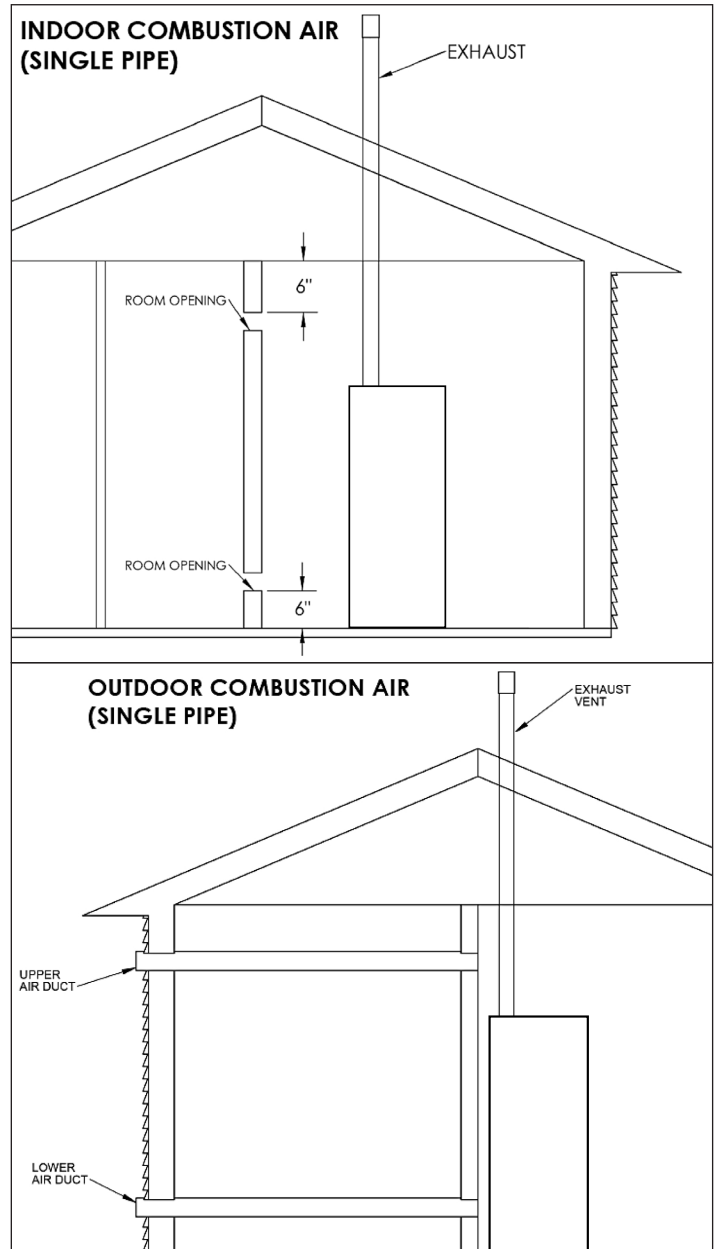 INDOOR COMBUSTION AIR
(SINGLE PIPE)
EXHAUST
6"
ROOM OPENING
ROOM OPENING
6"
OUTDOOR COMBUSTION AIR
(SINGLE PIPE)
EXHAUST
VENT
UPPER
AIR DUCT
LOWER
AIR DUCT